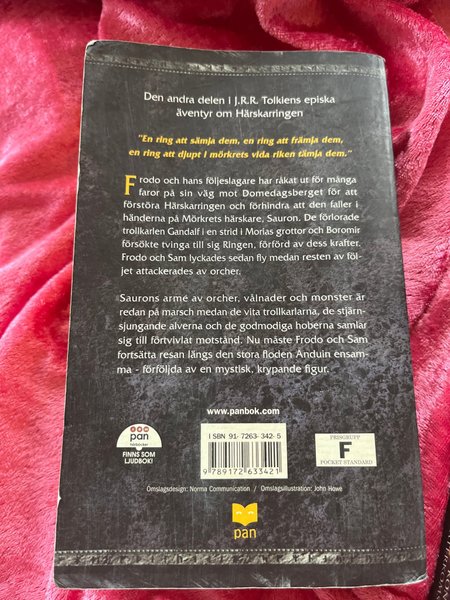 Den andra delen i J.R.R. Tolkiens episka
äventyr om Härskarringen
"En ring att sämja dem, en ring att främja dem,
en ring att djupt i mörkrets vida riken tämja dem."
Frodo och hans följeslagare har råkat ut för många
faror på sin väg mot Domedagsberget för att
förstöra Härskarringen och förhindra att den faller i
händerna på Mörkrets härskare, Sauron. De förlorade
trollkarlen Gandalf i en strid i Morias grottor och Boromir
försökte tvinga till sig Ringen, förförd av dess krafter.
Frodo och Sam lyckades sedan fly medan resten av föl-
jet attackerades av orcher.
Saurons armé av orcher, vålnader och monster är
redan på marsch medan de vita trollkarlarna, de stjärn-
sjungande alverna och de godmodiga hoberna samlar
sig till förtvivlat motstånd. Nu måste Frodo och Sam
fortsätta resan längs den stora floden Anduin ensam-
ma - förföljda av en mystisk, krypande figur.
www.panbok.com
ISBN 91-7263-342-5
9 789172 633421
pan
FINNS SOM
LJUDBOK!
PRISGRUPP
F
POCKET STANDARD
Omslagsdesign: Norma Communication / Omslagsillustration: John Howe
pan